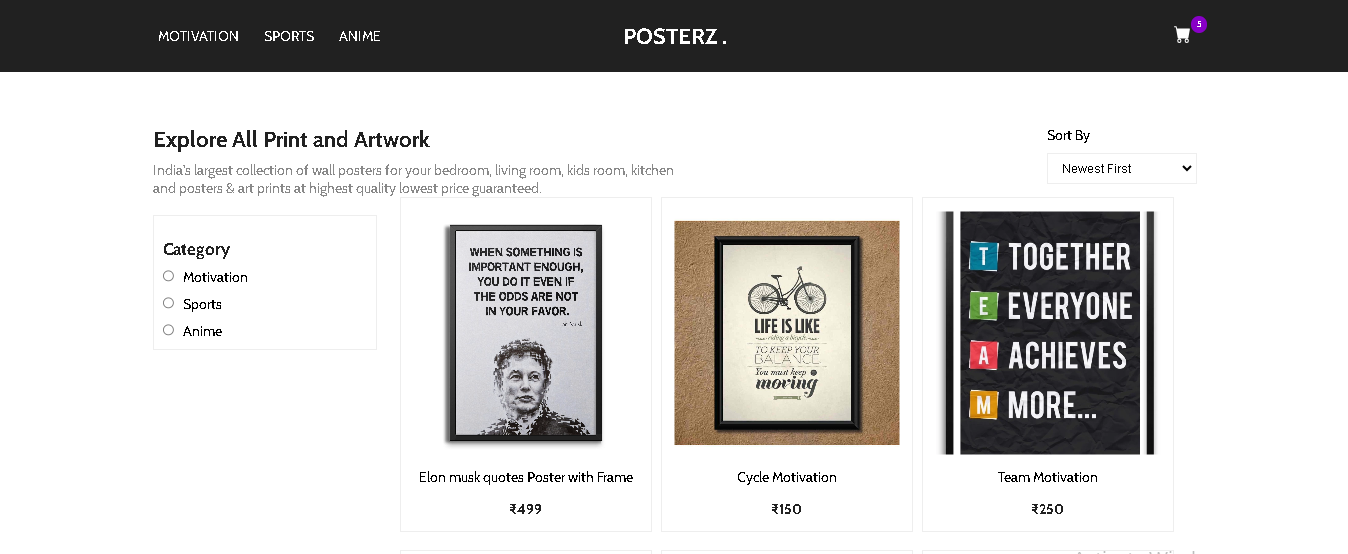 MOTIVATION SPORTS ANIME POSTERZ . 5
Explore All Print and Artwork
India's largest collection of wall posters for your bedroom, living room, kids room, kitchen
and posters & art prints at highest quality lowest price guaranteed.
Sort By
Newest First
Category
Motivation
Sports
Anime
WHEN SOMETHING IS
IMPORTANT ENOUGH,
YOU DO IT EVEN IF
THE ODDS ARE NOT
IN YOUR FAVOR.
Elon musk quotes Poster with Frame
₹499
LIFE IS LIKE
riding a bicycle
TO KEEP YOUR
BALANCE
You must keep
moving
Cycle Motivation
₹150
T TOGETHER
E EVERYONE
A ACHIEVES
M MORE...
Team Motivation
₹250